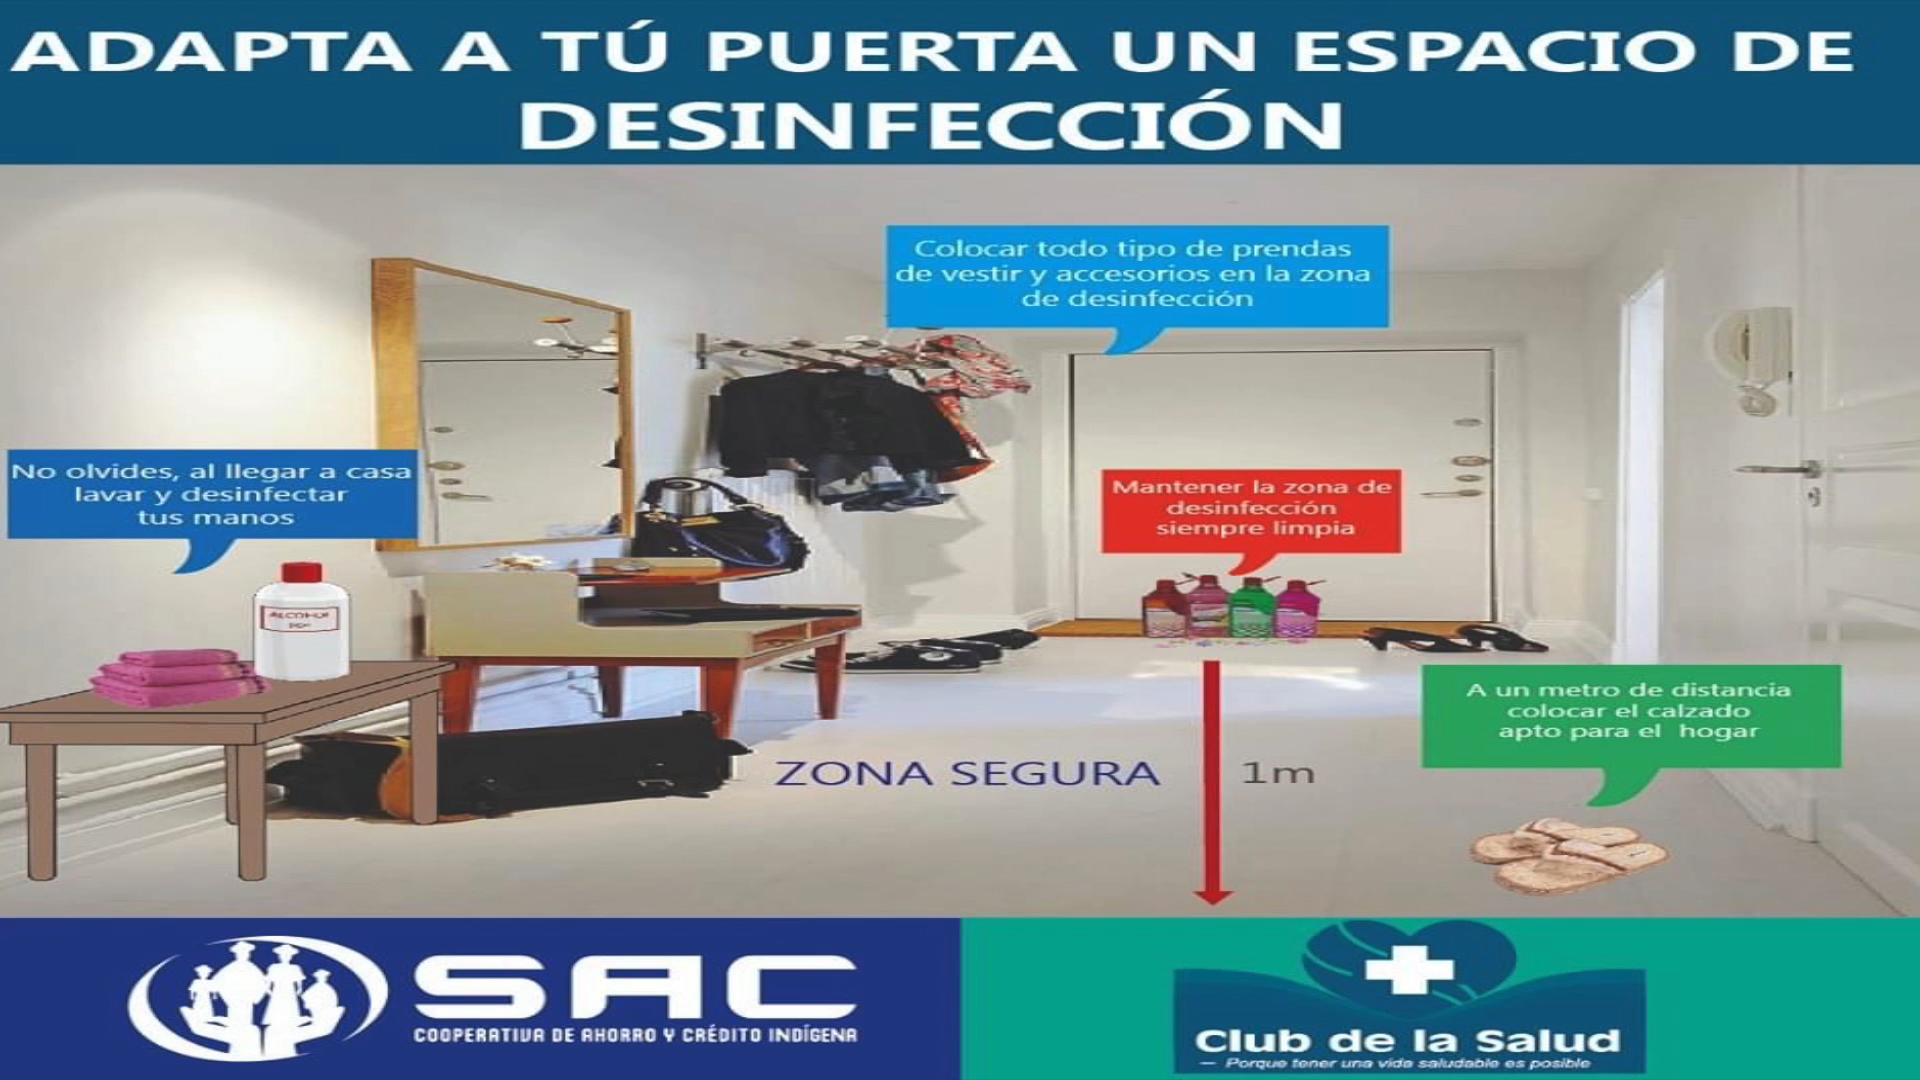 ADAPTA A TÚ PUERTA UN ESPACIO DE
DESINFECCIÓN
Colocar todo tipo de prendas
de vestir y accesorios en la zona
de desinfección
No olvides, al llegar a casa
lavar y desinfectar
tus manos
Mantener la zona de
desinfección
siempre limpia
ALCOHOL
A un metro de distancia
colocar el calzado
apto para el hogar
ZONA SEGURA
1m
SAC
COOPERATIVA DE AHORRO Y CRÉDITO INDÍGENA
Club de la Salud
— Porque tener una vida saludable es posible